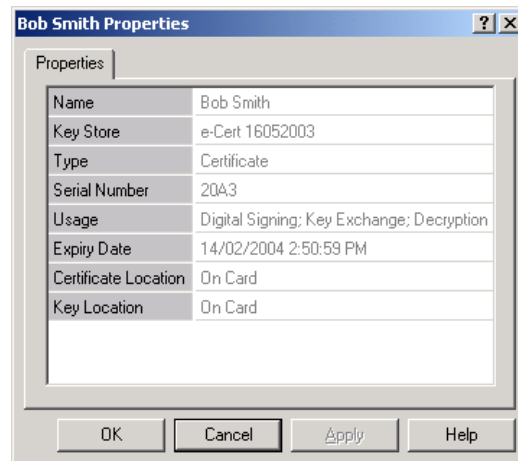 Bob Smith Properties
Properties
Name Bob Smith
Key Store e-Cert 16052003
Type Certificate
Serial Number 20A3
Usage Digital Signing; Key Exchange; Decryption
Expiry Date 14/02/2004 2:50:59 PM
Certificate Location On Card
Key Location On Card
OK Cancel Apply Help